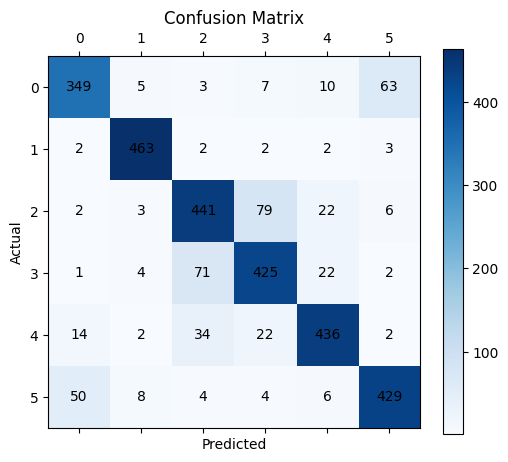 Confusion Matrix
0 1 2 3 4 5
0 349 5 3 7 10 63
1 2 463 2 2 2 3
2 2 3 441 79 22 6
3 1 4 71 425 22 2
4 14 2 34 22 436 2
5 50 8 4 4 6 429
Actual
Predicted
400
300
200
100